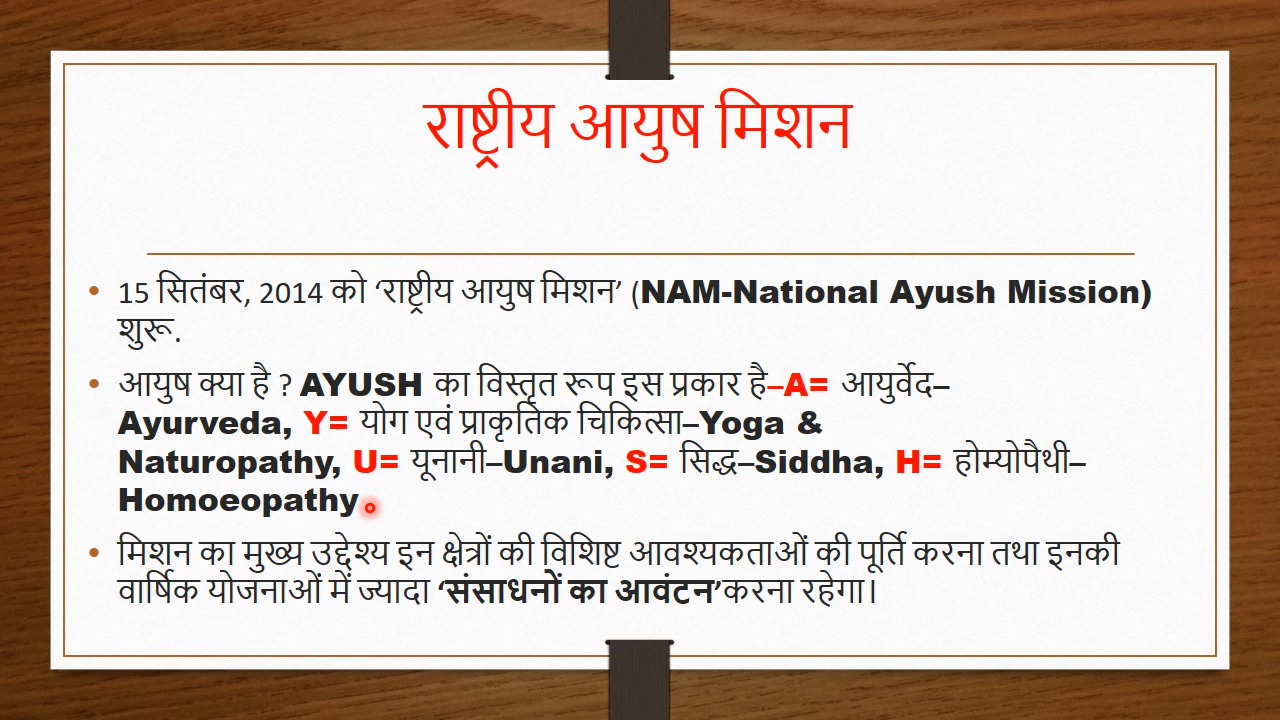 राष्ट्रीय आयुष मिशन
15 सितंबर, 2014 को ‘राष्ट्रीय आयुष मिशन’ (NAM-National Ayush Mission)
शुरू.
आयुष क्या है ? AYUSH का विस्तृत रूप इस प्रकार है–A= आयुर्वेद–
Ayurveda, Y= योग एवं प्राकृतिक चिकित्सा–Yoga &
Naturopathy, U= यूनानी–Unani, S= सिद्ध–Siddha, H= होम्योपैथी–
Homoeopathy
मिशन का मुख्य उद्देश्य इन क्षेत्रों की विशिष्ट आवश्यकताओं की पूर्ति करना तथा इनकी
वार्षिक योजनाओं में ज्यादा ‘संसाधनों का आवंटन’करना रहेगा।